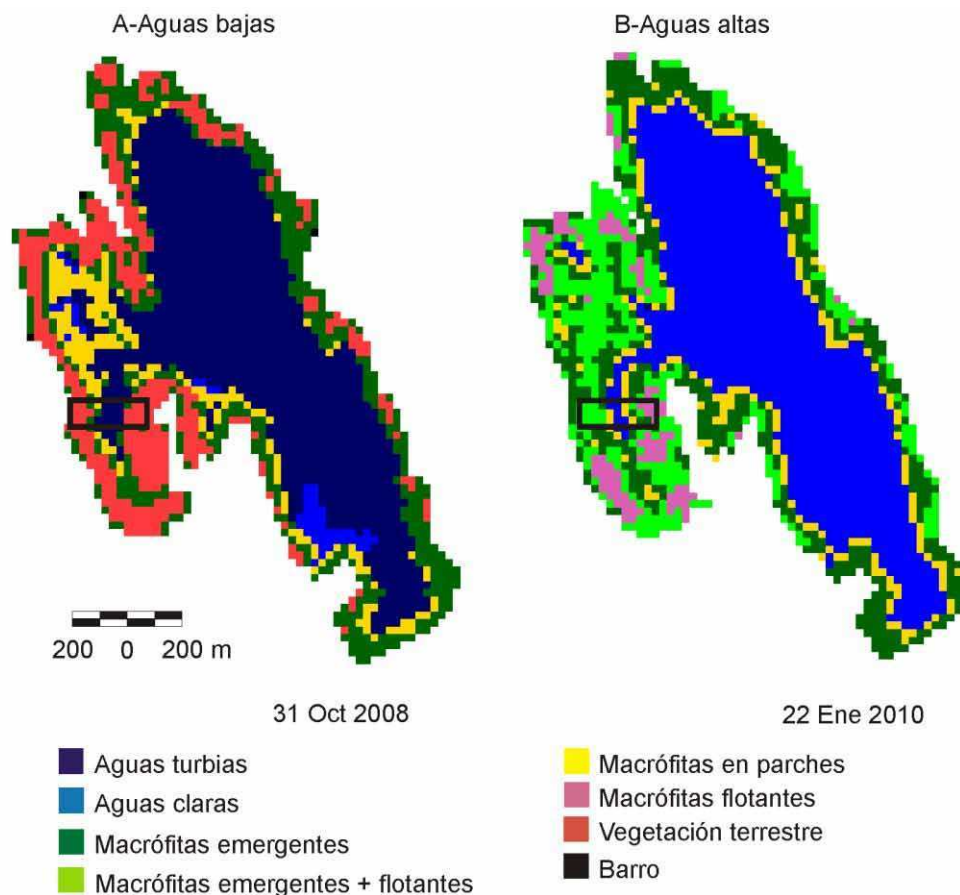 A-Aguas bajas
B-Aguas altas
200 0 200 m
31 Oct 2008
22 Ene 2010
Aguas turbias
Aguas claras
Macrófitas emergentes
Macrófitas emergentes + flotantes
Macrófitas en parches
Macrófitas flotantes
Vegetación terrestre
Barro